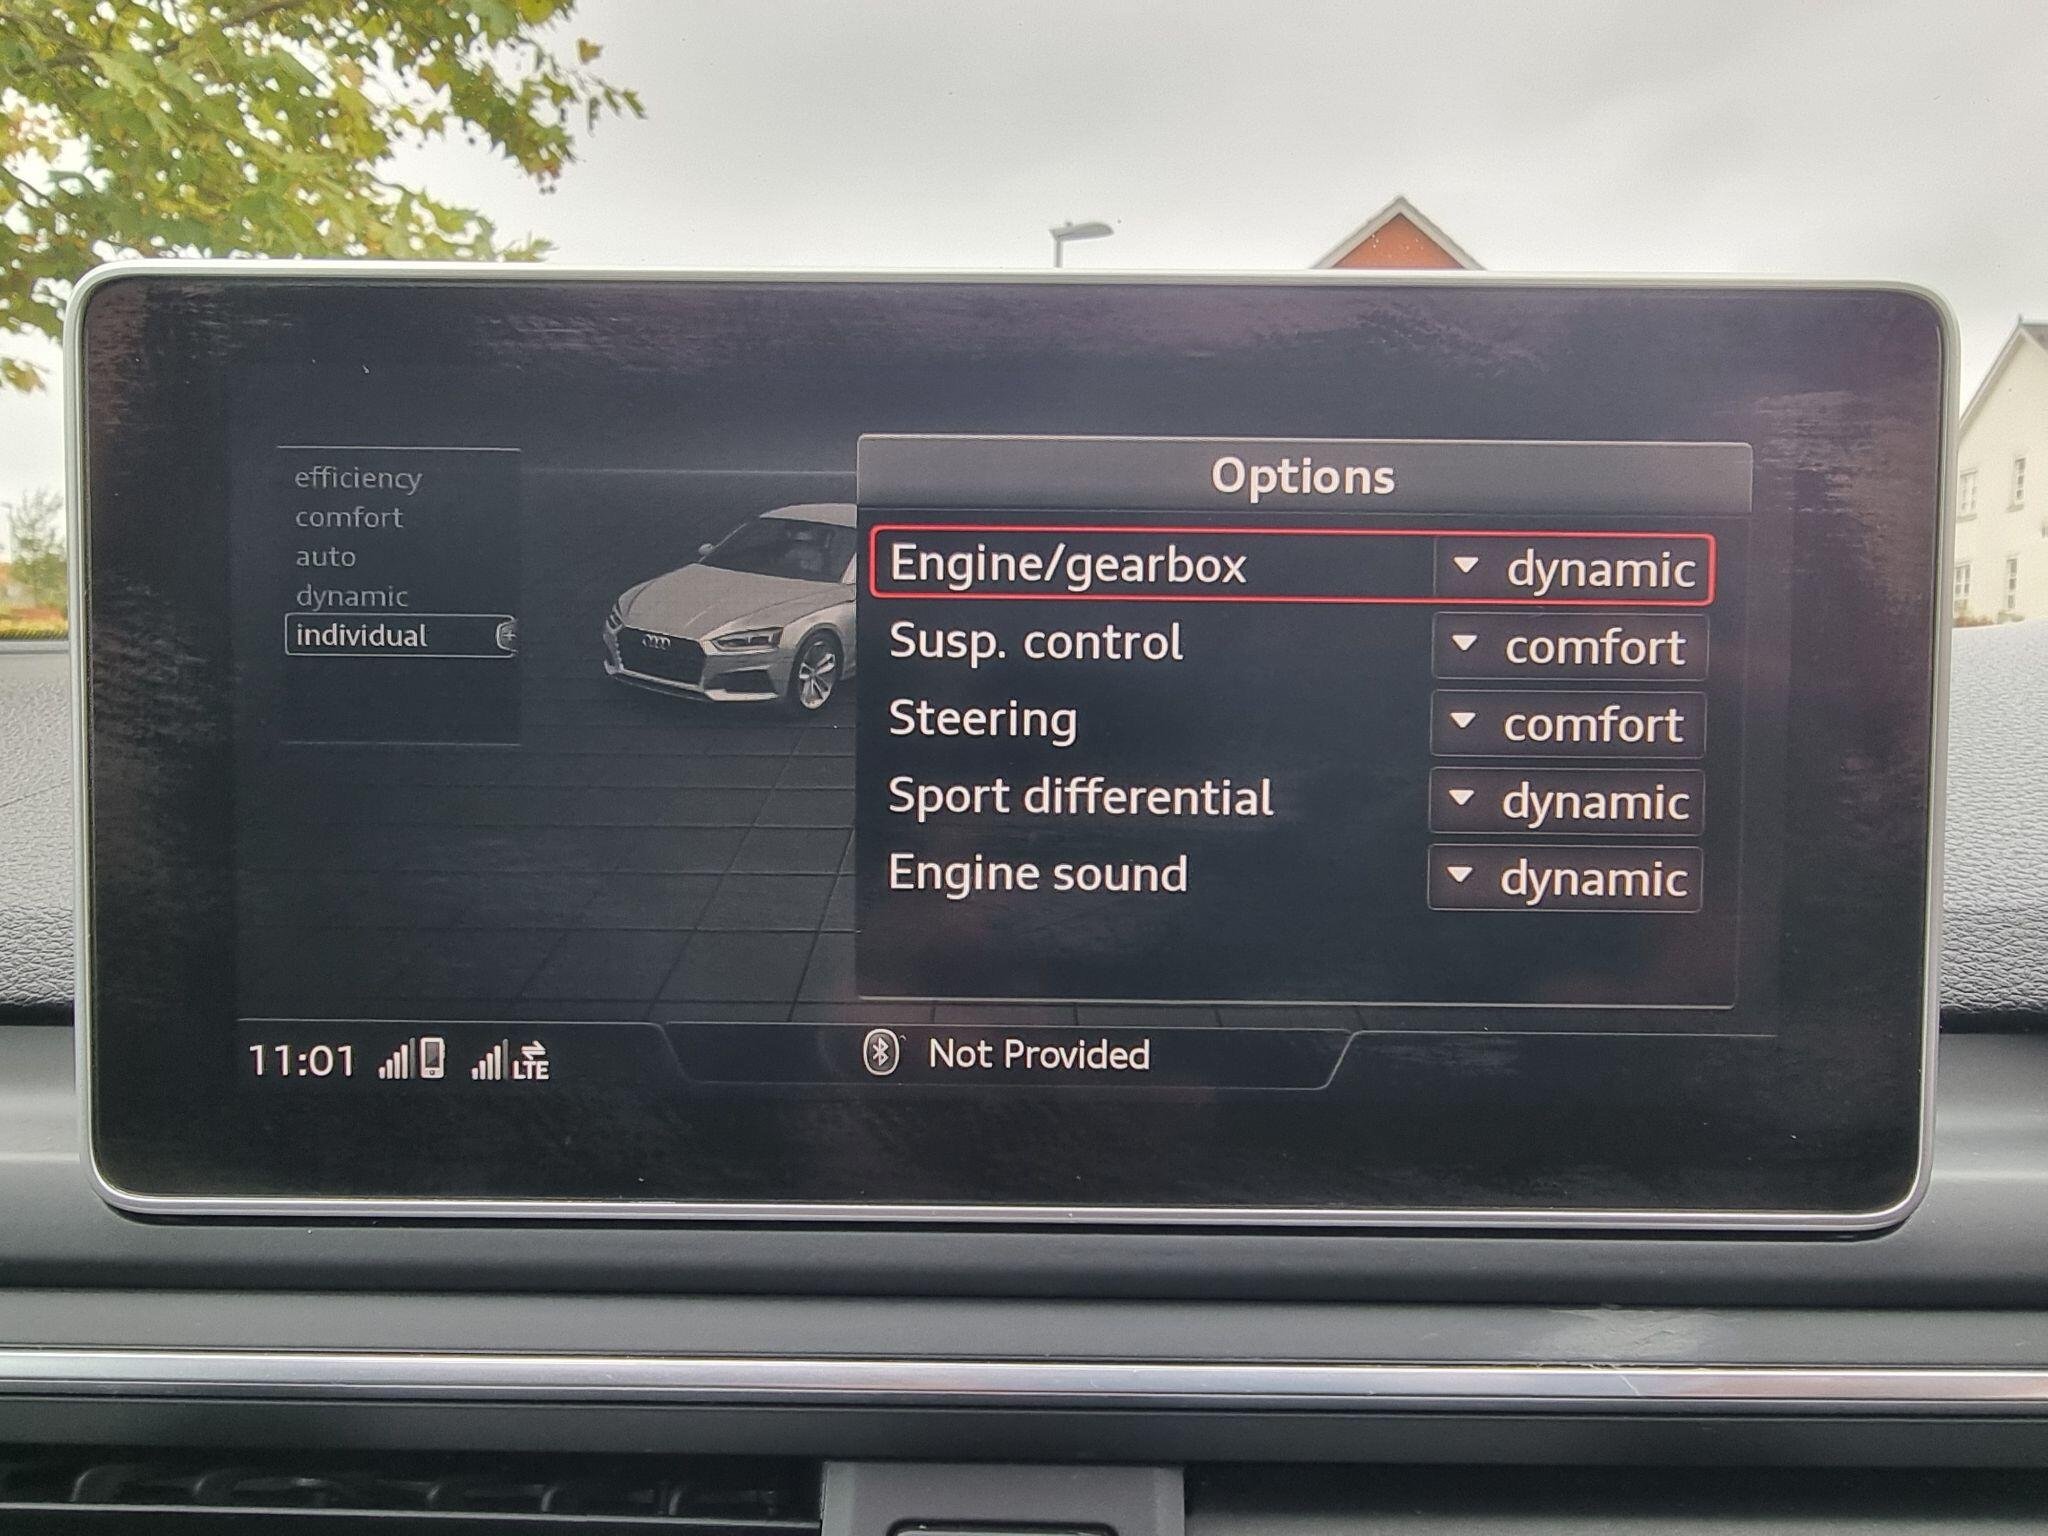 efficiency
comfort
auto
dynamic
individual
Options
Engine/gearbox dynamic
Susp. control comfort
Steering comfort
Sport differential dynamic
Engine sound dynamic
11:01 LTE Not Provided